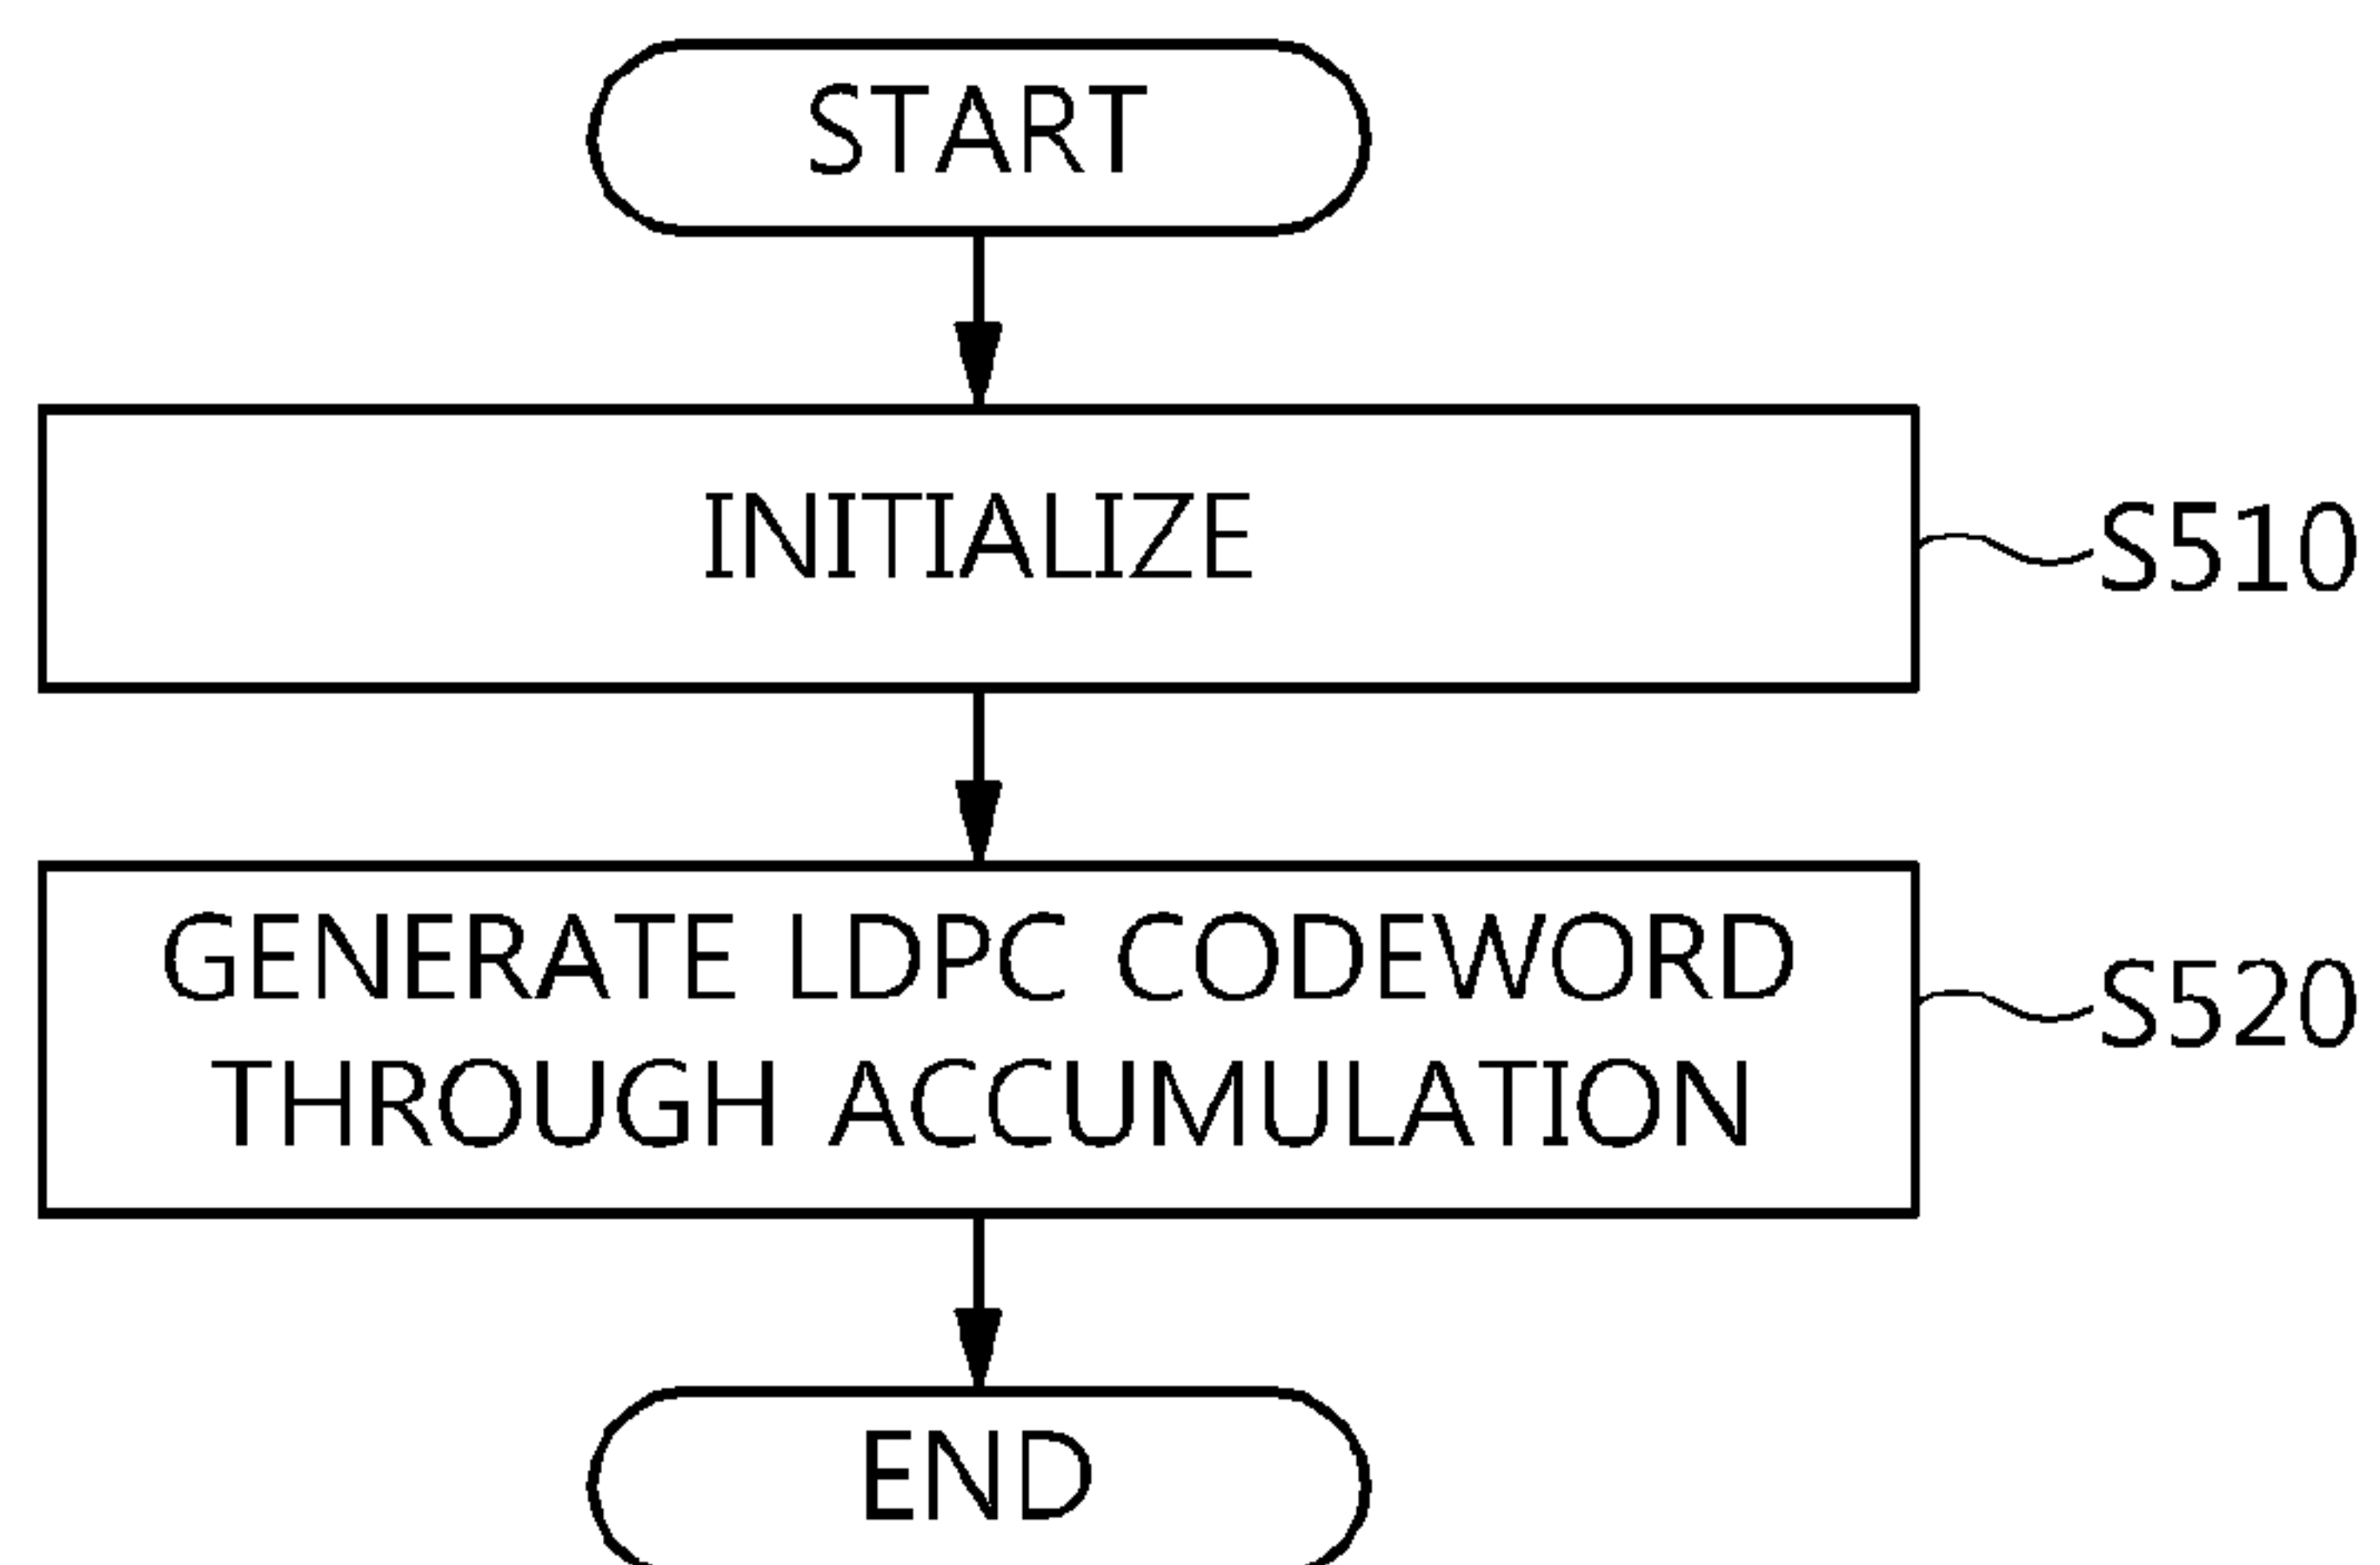 START
INITIALIZE
S510
GENERATE LDPC CODEWORD
THROUGH ACCUMULATION
S520
END